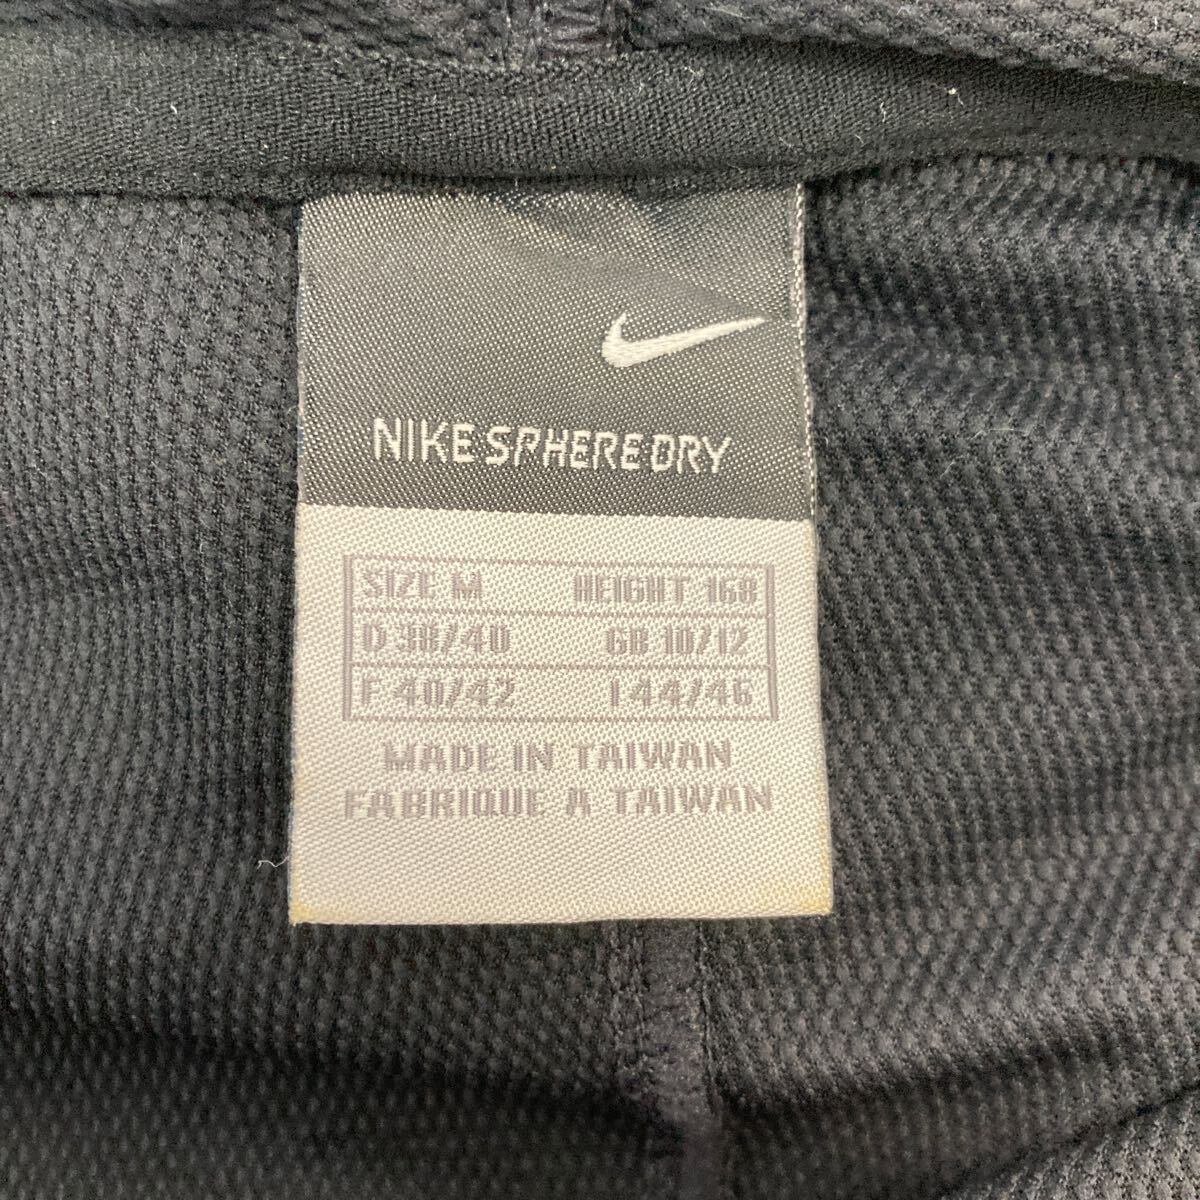 NIKE SPHERE DRY
SIZE M HEIGHT 168
D 38/40 GB 10/12
F 40/42 I 44/46
MADE IN TAIWAN
FABRIQUE A TAIWAN